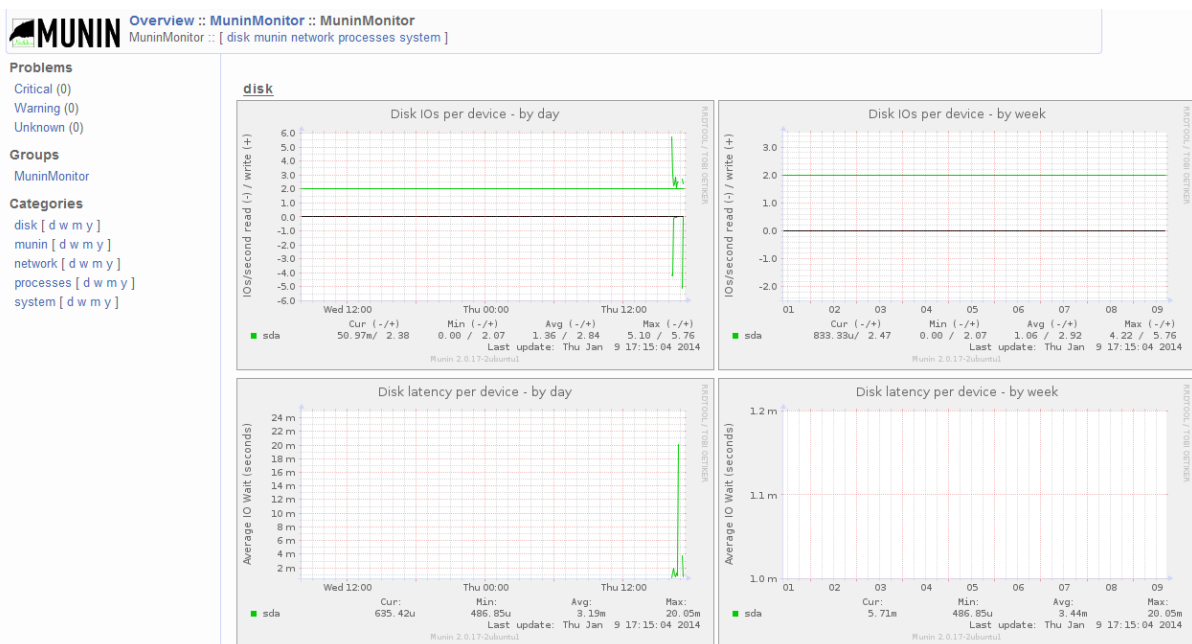 MUNIN
Overview :: MuninMonitor :: MuninMonitor
MuninMonitor :: [ disk munin network processes system ]
Problems
Critical (0)
Warning (0)
Unknown (0)
Groups
MuninMonitor
Categories
disk [ d w m y ]
munin [ d w m y ]
network [ d w m y ]
processes [ d w m y ]
system [ d w m y ]
disk
Disk IOs per device - by day
RRDTOOL / TOBI OETIKER
IOs/second read (-) / write (+)
6.0
5.0
4.0
3.0
2.0
1.0
0.0
-1.0
-2.0
-3.0
-4.0
-5.0
-6.0
Wed 12:00 Thu 00:00 Thu 12:00
Cur (-/+) Min (-/+) Avg (-/+) Max (-/+)
sda 50.97m/ 2.38 0.00 / 2.07 1.36 / 2.84 5.10 / 5.76
Last update: Thu Jan 9 17:15:04 2014
Munin 2.0.17-2ubuntu1
Disk IOs per device - by week
RRDTOOL / TOBI OETIKER
IOs/second read (-) / write (+)
3.0
2.0
1.0
0.0
-1.0
-2.0
01 02 03 04 05 06 07 08 09
Cur (-/+) Min (-/+) Avg (-/+) Max (-/+)
sda 833.33u/ 2.47 0.00 / 2.07 1.06 / 2.92 4.22 / 5.76
Last update: Thu Jan 9 17:15:04 2014
Munin 2.0.17-2ubuntu1
Disk latency per device - by day
RRDTOOL / TOBI OETIKER
Average IO Wait (seconds)
24 m
22 m
20 m
18 m
16 m
14 m
12 m
10 m
8 m
6 m
4 m
2 m
Wed 12:00 Thu 00:00 Thu 12:00
Cur: Min: Avg: Max:
sda 635.42u 486.85u 3.19m 20.05m
Last update: Thu Jan 9 17:15:04 2014
Munin 2.0.17-2ubuntu1
Disk latency per device - by week
RRDTOOL / TOBI OETIKER
Average IO Wait (seconds)
1.2 m
1.1 m
1.0 m
01 02 03 04 05 06 07 08 09
Cur: Min: Avg: Max:
sda 5.71m 486.85u 3.44m 20.05m
Last update: Thu Jan 9 17:15:04 2014
Munin 2.0.17-2ubuntu1